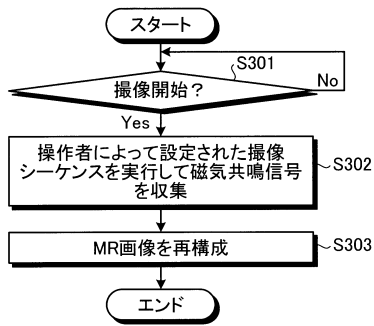 スタート
S301
撮像開始？
No
Yes
操作者によって設定された撮像
シーケンスを実行して磁気共鳴信号
を収集
S302
MR画像を再構成
S303
エンド